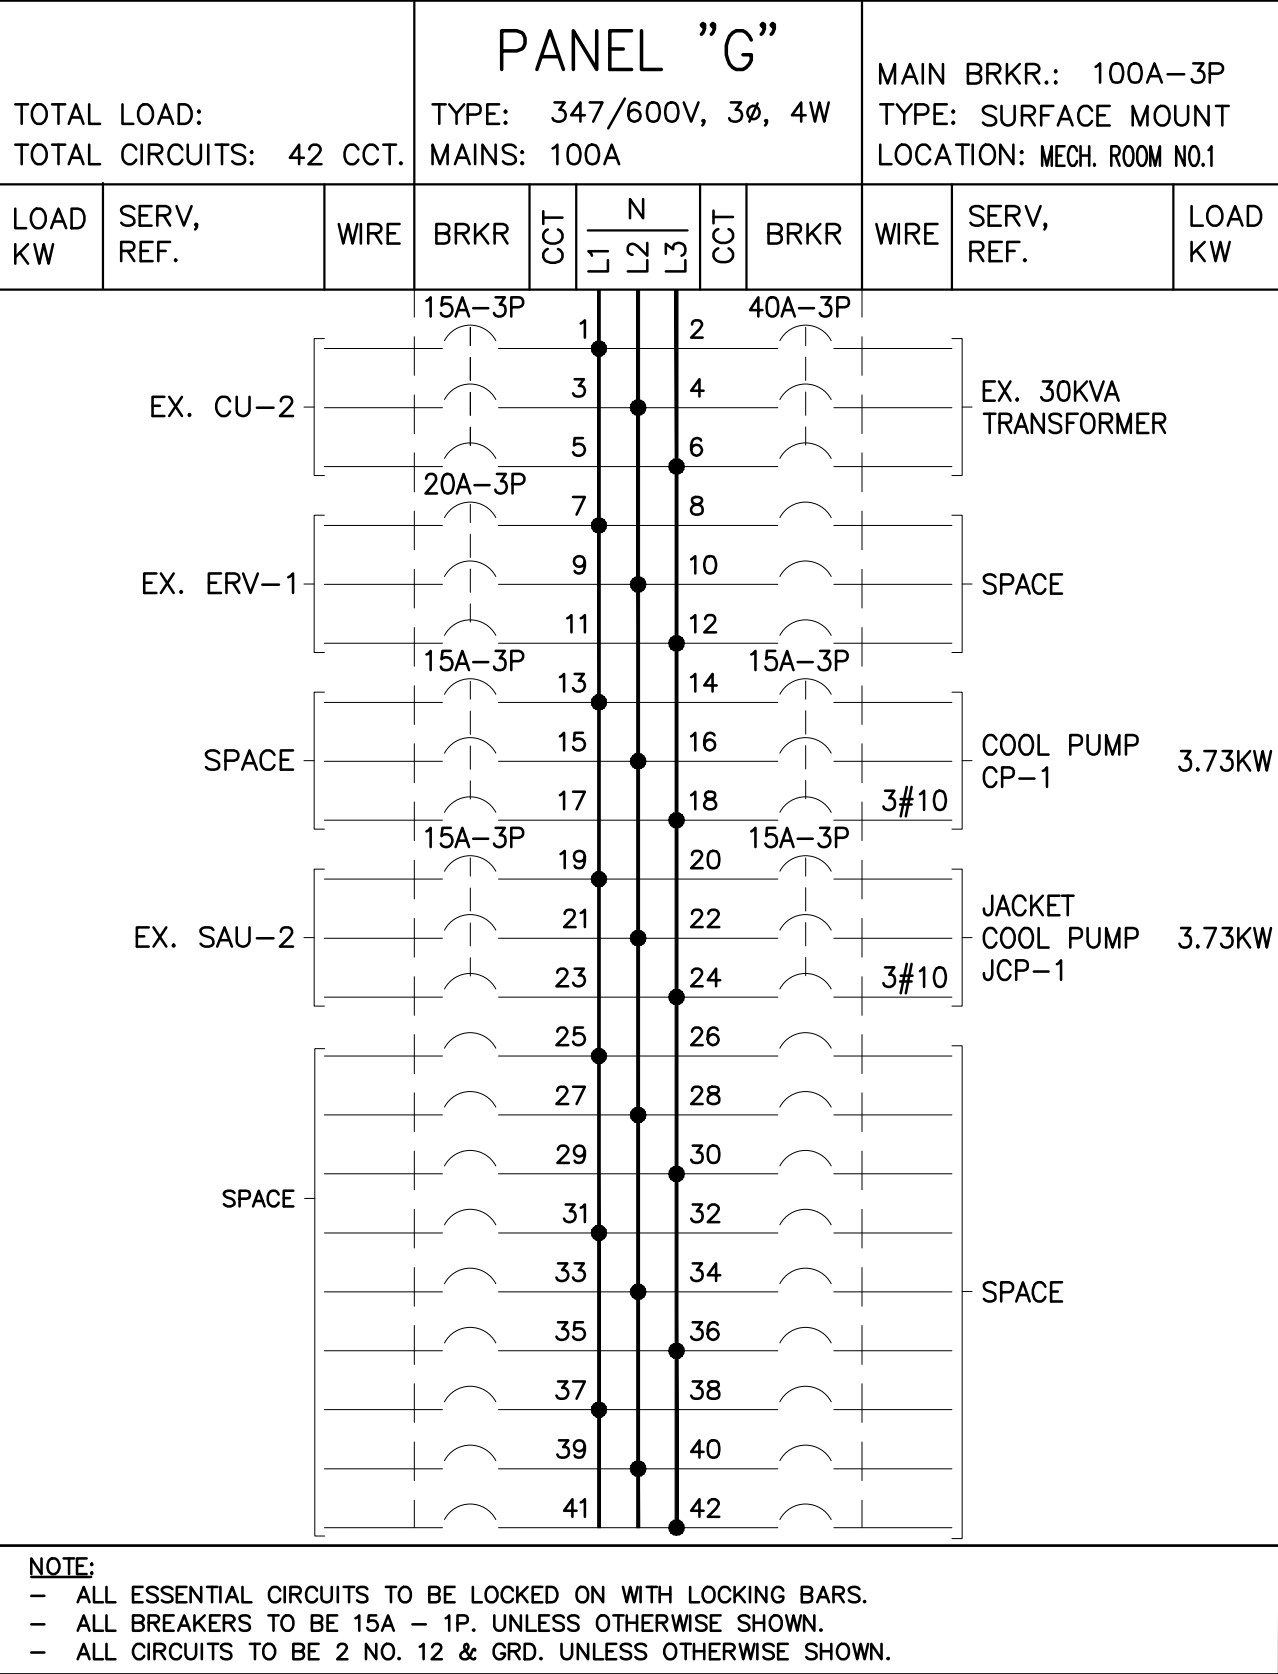 PANEL "G"
TOTAL LOAD:
TOTAL CIRCUITS: 42 CCT.
TYPE: 347/600V, 3ø, 4W
MAINS: 100A
MAIN BRKR.: 100A-3P
TYPE: SURFACE MOUNT
LOCATION: MECH. ROOM NO.1
LOAD KW
SERV, REF.
WIRE
BRKR
CCT
N
L1 L2 L3
CCT
BRKR
WIRE
SERV, REF.
LOAD KW
15A-3P 40A-3P
1 2
EX. CU-2 3 4 EX. 30KVA
TRANSFORMER
5 6
20A-3P
7 8
EX. ERV-1 9 10 SPACE
11 12
15A-3P 15A-3P
13 14
SPACE 15 16 COOL PUMP 3.73KW
CP-1
17 18 3#10
15A-3P 15A-3P
19 20
JACKET
EX. SAU-2 21 22 COOL PUMP 3.73KW
JCP-1
23 24 3#10
25 26
27 28
29 30
SPACE
31 32
33 34 SPACE
35 36
37 38
39 40
41 42
NOTE:
- ALL ESSENTIAL CIRCUITS TO BE LOCKED ON WITH LOCKING BARS.
- ALL BREAKERS TO BE 15A - 1P. UNLESS OTHERWISE SHOWN.
- ALL CIRCUITS TO BE 2 NO. 12 & GRD. UNLESS OTHERWISE SHOWN.